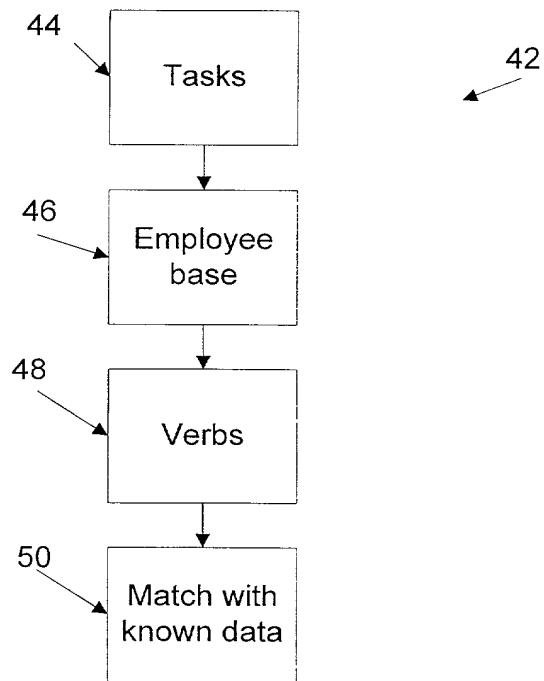 44
Tasks
42
46
Employee
base
48
Verbs
50
Match with
known data